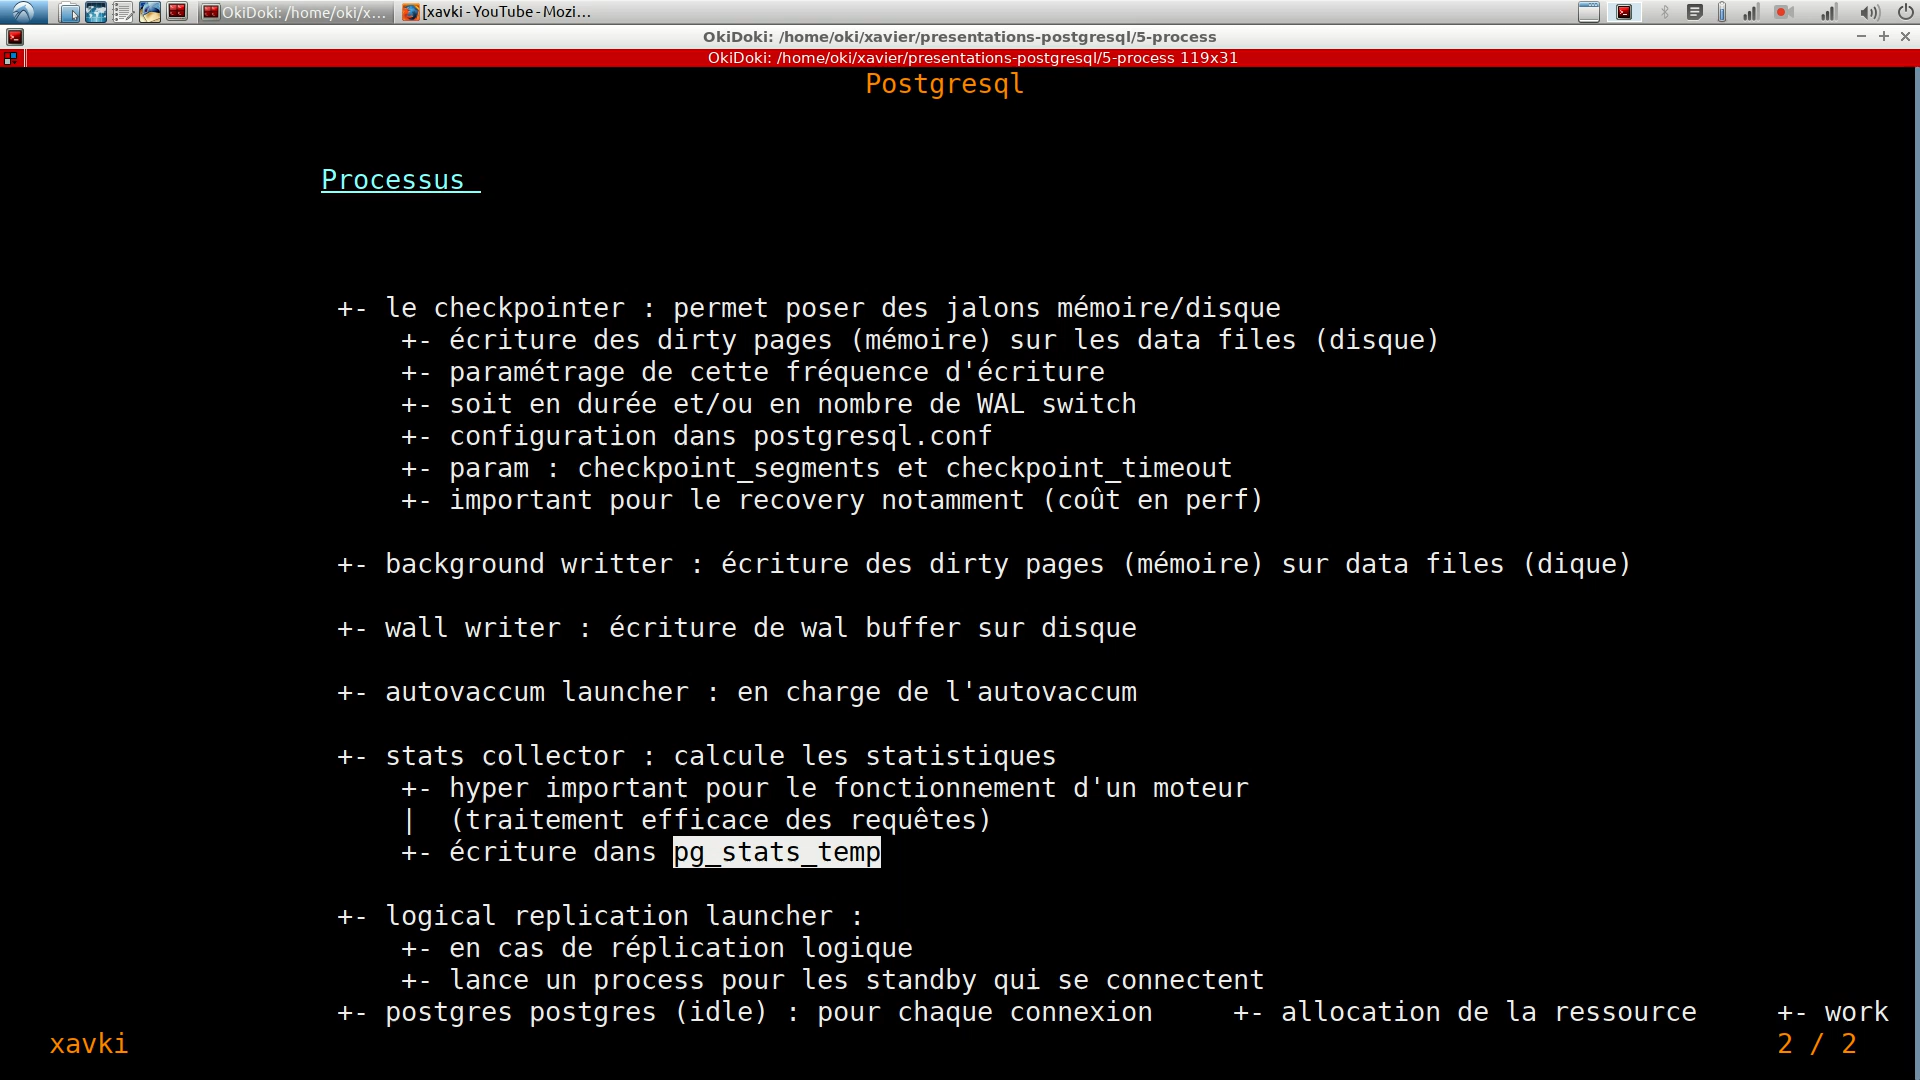 OkiDoki: /home/oki/x...
[xavki - YouTube - Mozi...
OkiDoki: /home/oki/xavier/presentations-postgresql/5-process
OkiDoki: /home/oki/xavier/presentations-postgresql/5-process 119x31
Postgresql
Processus
+- le checkpointer : permet poser des jalons mémoire/disque
+- écriture des dirty pages (mémoire) sur les data files (disque)
+- paramétrage de cette fréquence d'écriture
+- soit en durée et/ou en nombre de WAL switch
+- configuration dans postgresql.conf
+- param : checkpoint_segments et checkpoint_timeout
+- important pour le recovery notamment (coût en perf)
+- background writter : écriture des dirty pages (mémoire) sur data files (dique)
+- wall writer : écriture de wal buffer sur disque
+- autovaccum launcher : en charge de l'autovaccum
+- stats collector : calcule les statistiques
+- hyper important pour le fonctionnement d'un moteur
| (traitement efficace des requêtes)
+- écriture dans pg_stats_temp
+- logical replication launcher :
+- en cas de réplication logique
+- lance un process pour les standby qui se connectent
+- postgres postgres (idle) : pour chaque connexion +- allocation de la ressource +- work
xavki 2 / 2